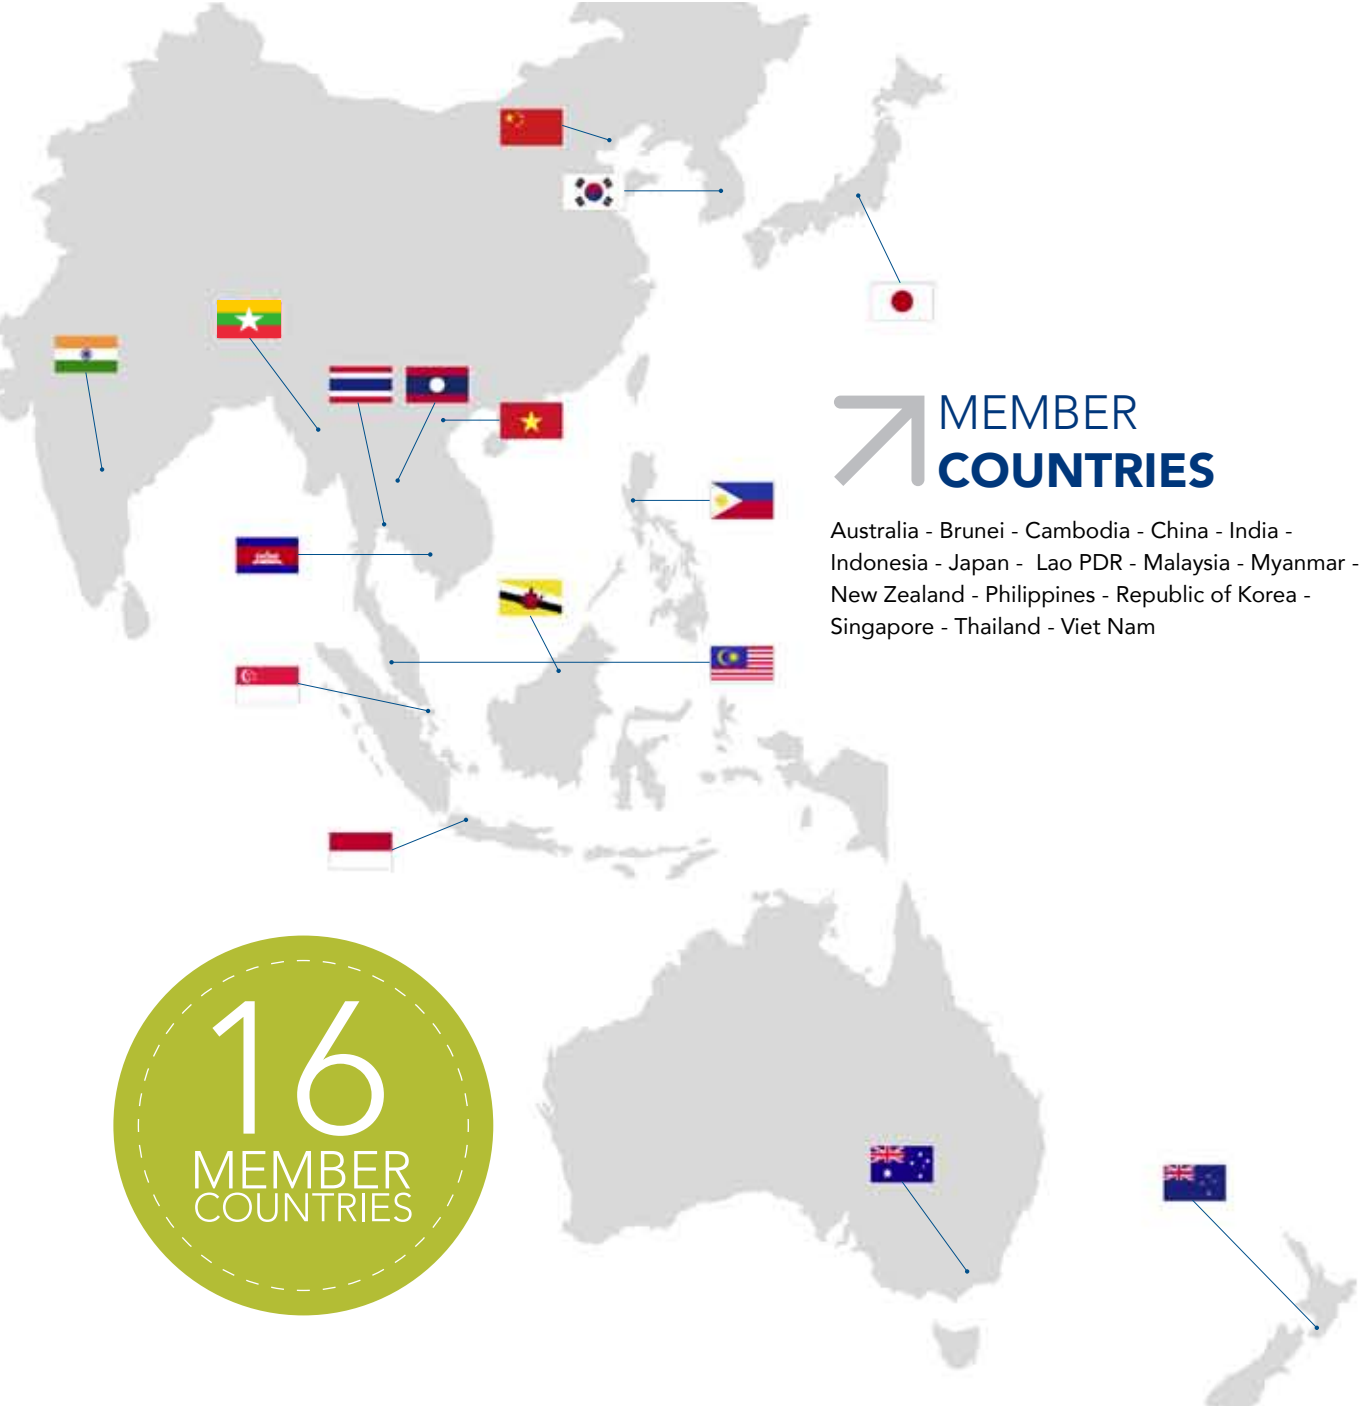 MEMBER
COUNTRIES
Australia - Brunei - Cambodia - China - India -
Indonesia - Japan - Lao PDR - Malaysia - Myanmar -
New Zealand - Philippines - Republic of Korea -
Singapore - Thailand - Viet Nam
16
MEMBER
COUNTRIES